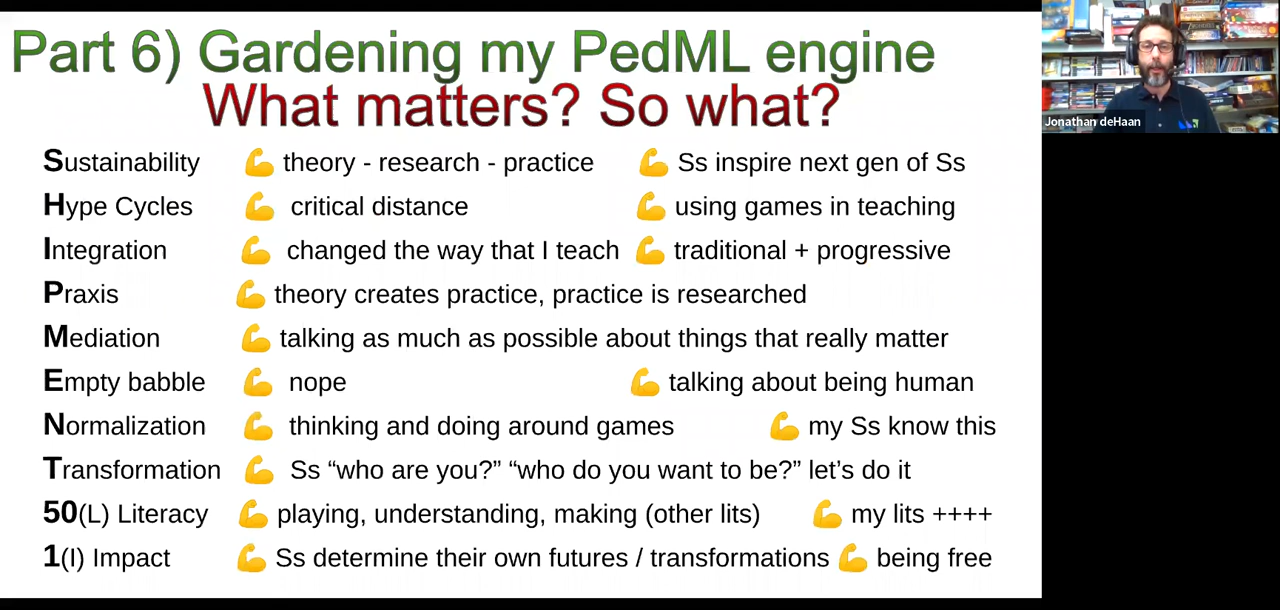 Part 6) Gardening my PedML engine
What matters? So what?
Jonathan deHaan
Sustainability 💪 theory - research - practice 💪 Ss inspire next gen of Ss
Hype Cycles 💪 critical distance 💪 using games in teaching
Integration 💪 changed the way that I teach 💪 traditional + progressive
Praxis 💪 theory creates practice, practice is researched
Mediation 💪 talking as much as possible about things that really matter
Empty babble 💪 nope 💪 talking about being human
Normalization 💪 thinking and doing around games 💪 my Ss know this
Transformation 💪 Ss “who are you?” “who do you want to be?” let’s do it
50(L) Literacy 💪 playing, understanding, making (other lits) 💪 my lits ++++
1(I) Impact 💪 Ss determine their own futures / transformations 💪 being free